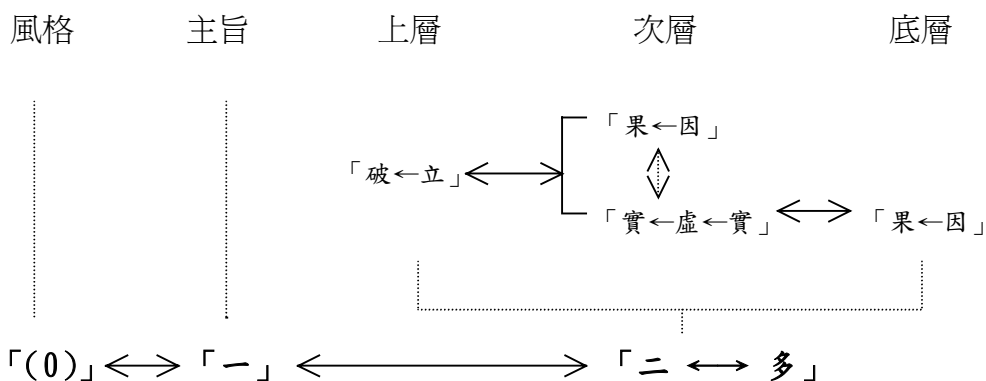 風格 主旨 上層 次層 底層
「果←因」
「破←立」
「實←虛←實」 「果←因」
「(0)」 「一」 「二 ←→ 多」